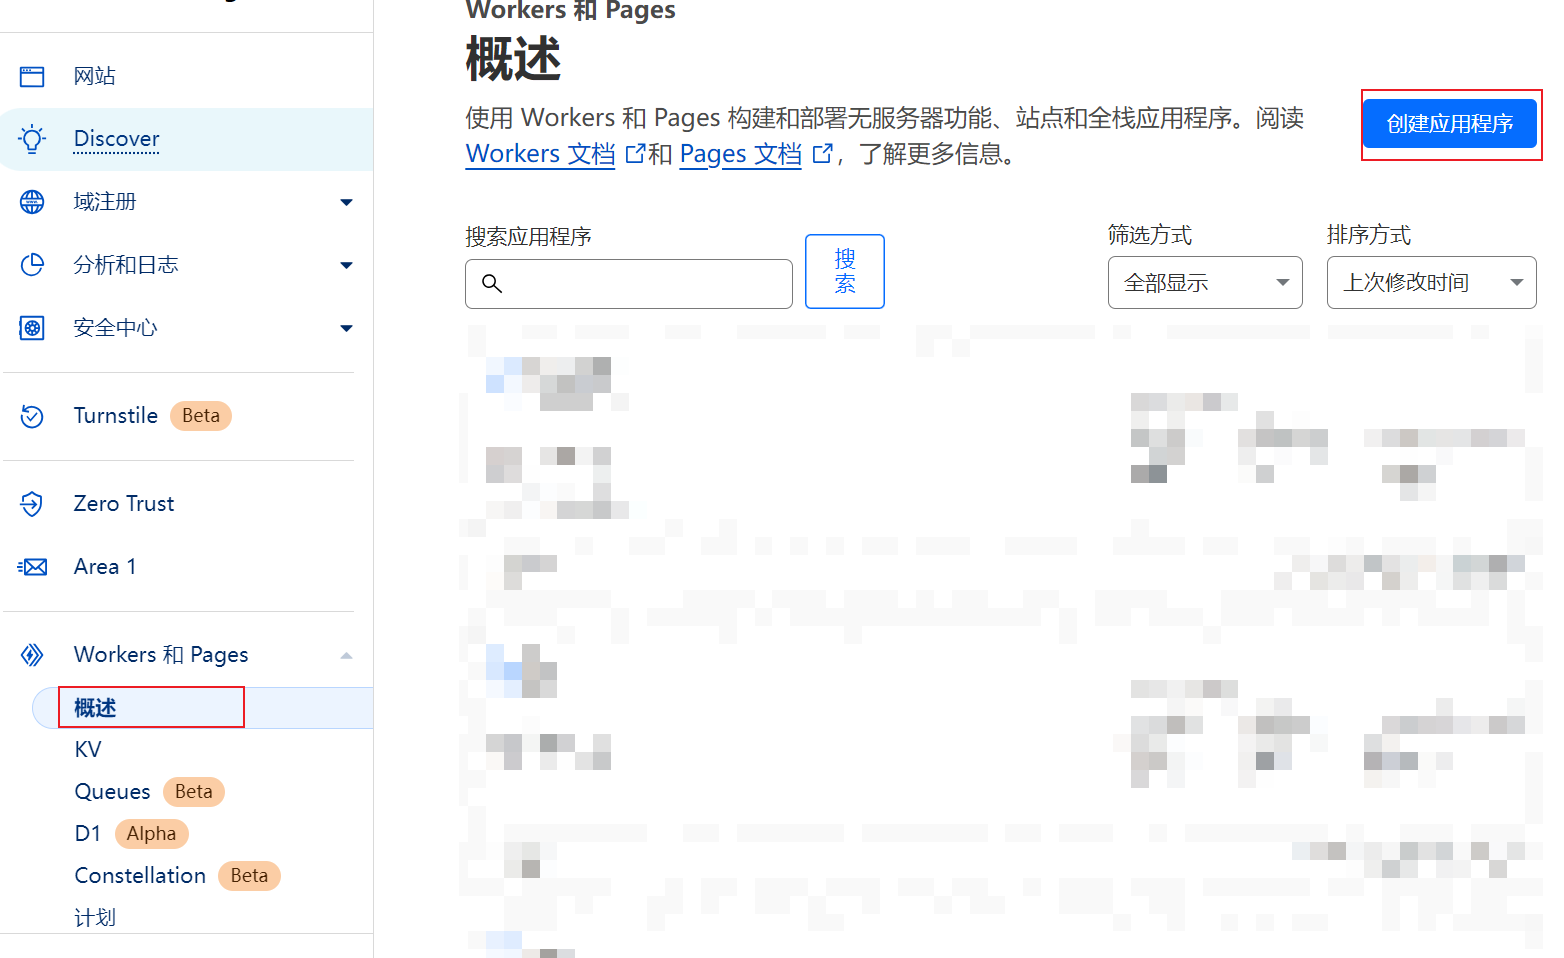 网站
Discover
域注册
分析和日志
安全中心
Turnstile Beta
Zero Trust
Area 1
Workers 和 Pages
概述
KV
Queues Beta
D1 Alpha
Constellation Beta
计划
Workers 和 Pages
概述
使用 Workers 和 Pages 构建和部署无服务器功能、站点和全栈应用程序。阅读
Workers 文档 和 Pages 文档 ，了解更多信息。
创建应用程序
搜索应用程序
搜
索
筛选方式
全部显示
排序方式
上次修改时间